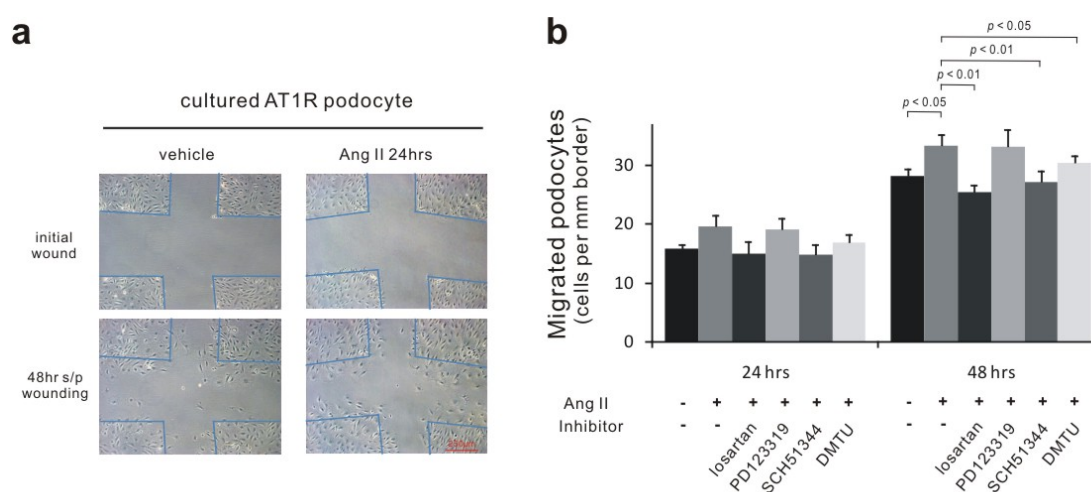 a
cultured AT1R podocyte
vehicle
Ang II 24hrs
initial
wound
48hr s/p
wounding
250μm
b
Migrated podocytes
(cells per mm border)
30
20
10
0
p < 0.05
p < 0.01
p < 0.01
p < 0.05
24 hrs
48 hrs
Ang II - + + + + + - + + + + +
Inhibitor - - losartan PD123319 SCH51344 DMTU - - losartan PD123319 SCH51344 DMTU